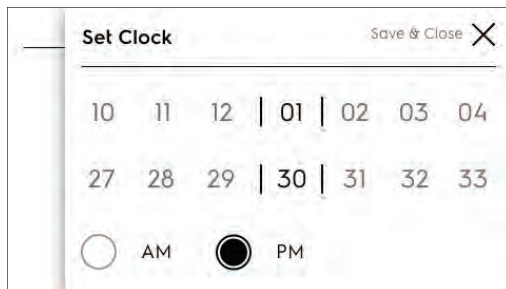 Set Clock
Save & Close
10 11 12 | 01 | 02 03 04
27 28 29 | 30 | 31 32 33
AM PM